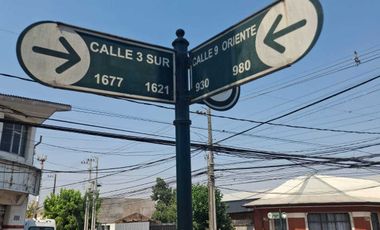 CALLE 3 SUR
1677 1621
CALLE 9 ORIENTE
930 980